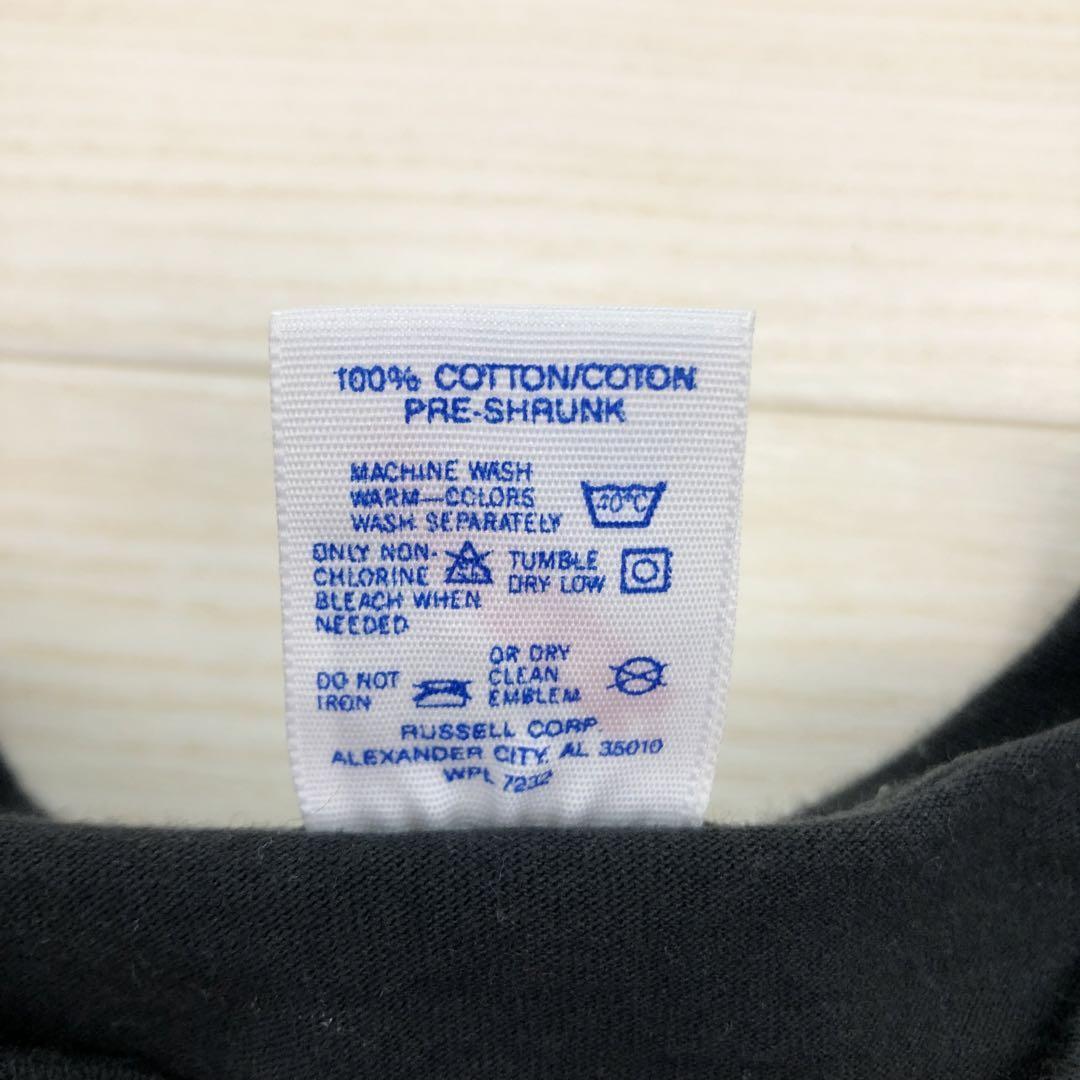 100% COTTON/COTON
PRE-SHRUNK
MACHINE WASH
WARM—COLORS
WASH SEPARATELY
40°C
ONLY NON-
CHLORINE
BLEACH WHEN
NEEDED
TUMBLE
DRY LOW
DO NOT
IRON
OR DRY
CLEAN
EMBLEM
RUSSELL CORP.
ALEXANDER CITY, AL 35010
WPL 7232